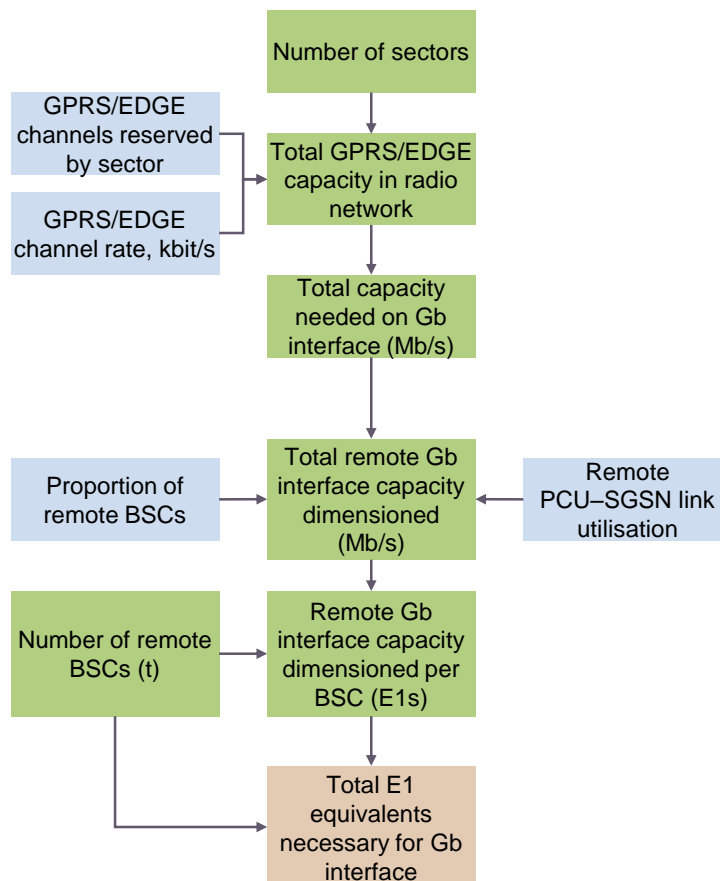 Number of sectors
GPRS/EDGE
channels reserved
by sector
Total GPRS/EDGE
capacity in radio
network
GPRS/EDGE
channel rate, kbit/s
Total capacity
needed on Gb
interface (Mb/s)
Proportion of
remote BSCs
Total remote Gb
interface capacity
dimensioned
(Mb/s)
Remote
PCU–SGSN link
utilisation
Number of remote
BSCs (t)
Remote Gb
interface capacity
dimensioned per
BSC (E1s)
Total E1
equivalents
necessary for Gb
interface